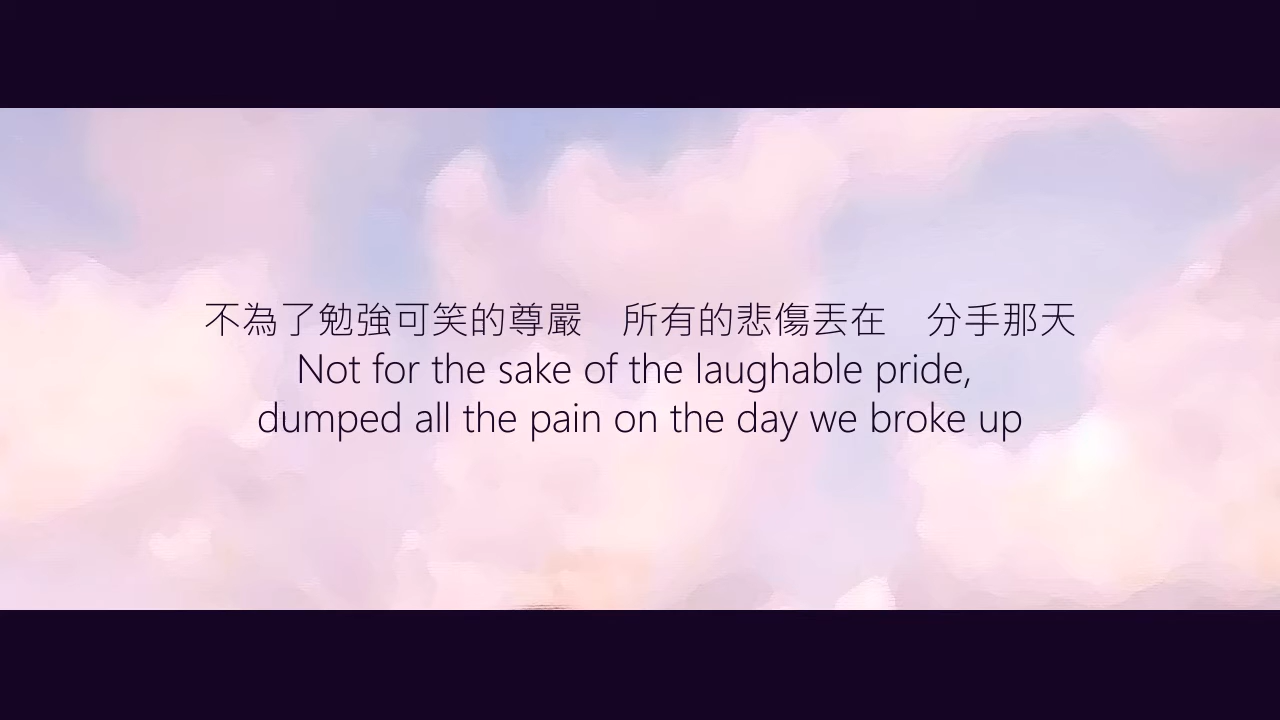 不為了勉強可笑的尊嚴　所有的悲傷丟在　分手那天
Not for the sake of the laughable pride,
dumped all the pain on the day we broke up